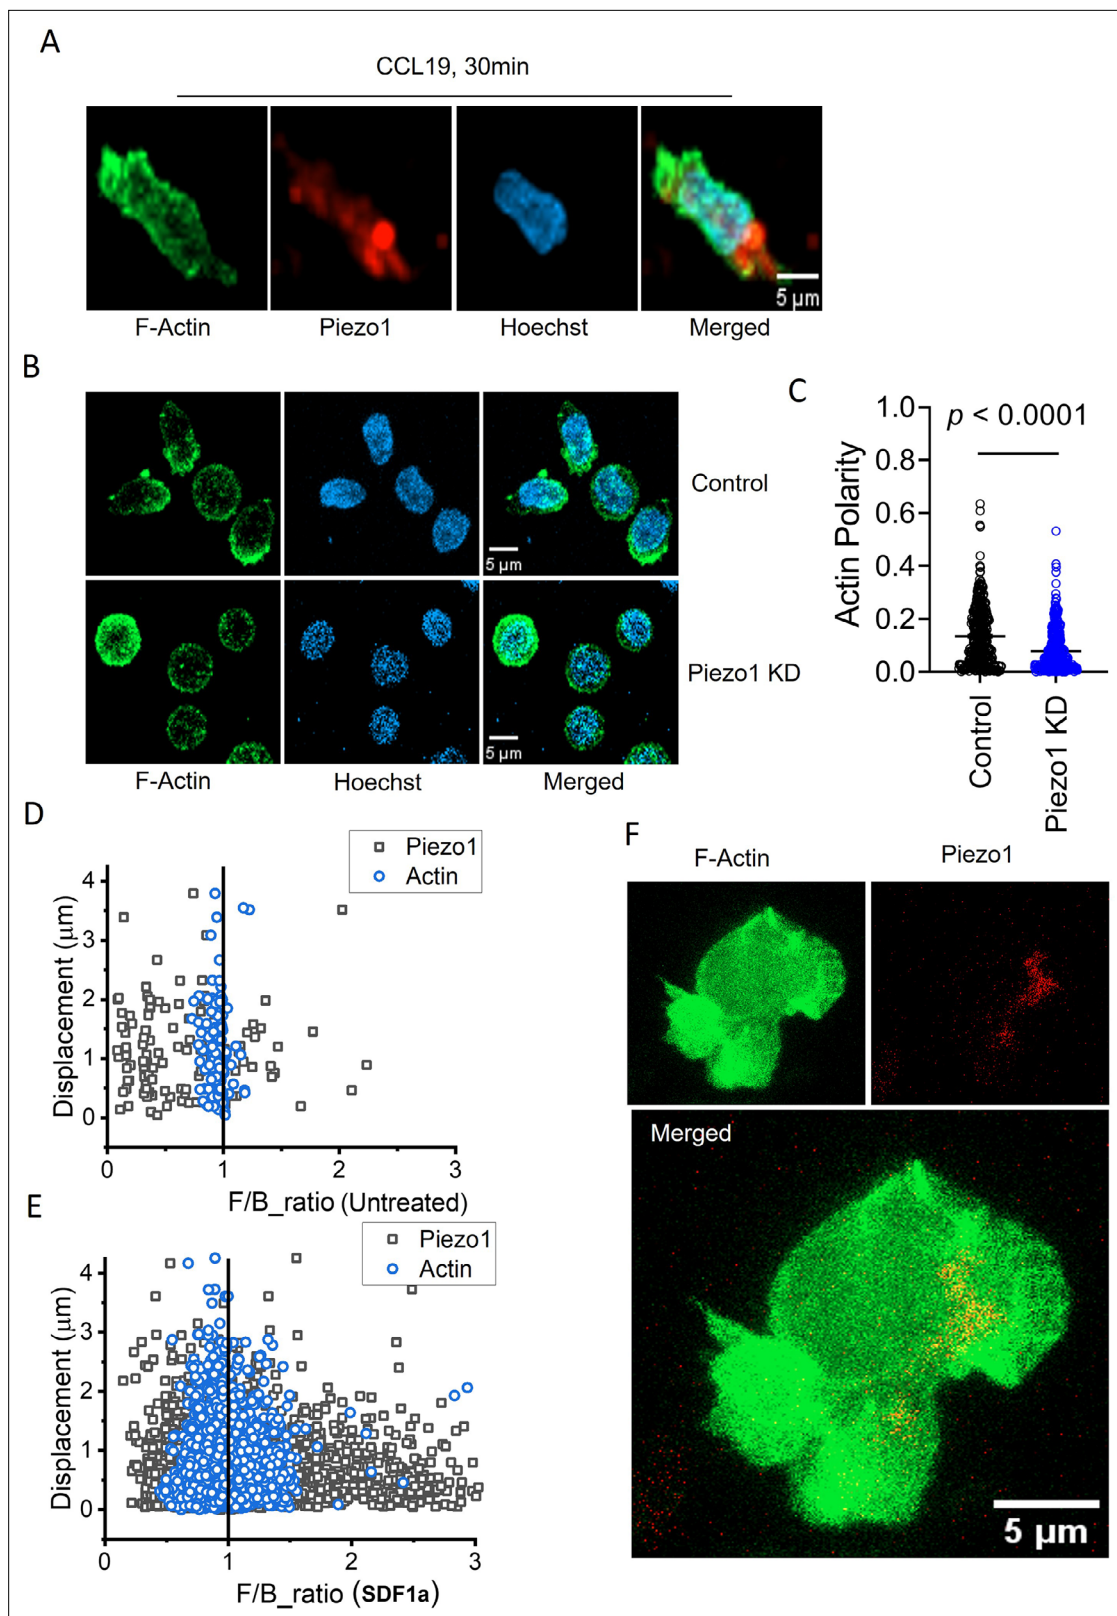 A
CCL19, 30min
5 µm
F-Actin
Piezo1
Hoechst
Merged
B
Control
5 µm
Piezo1 KD
5 µm
F-Actin
Hoechst
Merged
C
1.0
0.8
0.6
0.4
0.2
0.0
p < 0.0001
Actin Polarity
Control
Piezo1 KD
D
Piezo1
Actin
4
3
2
1
0
Displacement (µm)
0 1 2 3
F/B_ratio (Untreated)
E
Piezo1
Actin
4
3
2
1
0
Displacement (µm)
0 1 2 3
F/B_ratio (SDF1a)
F
F-Actin
Piezo1
Merged
5 µm